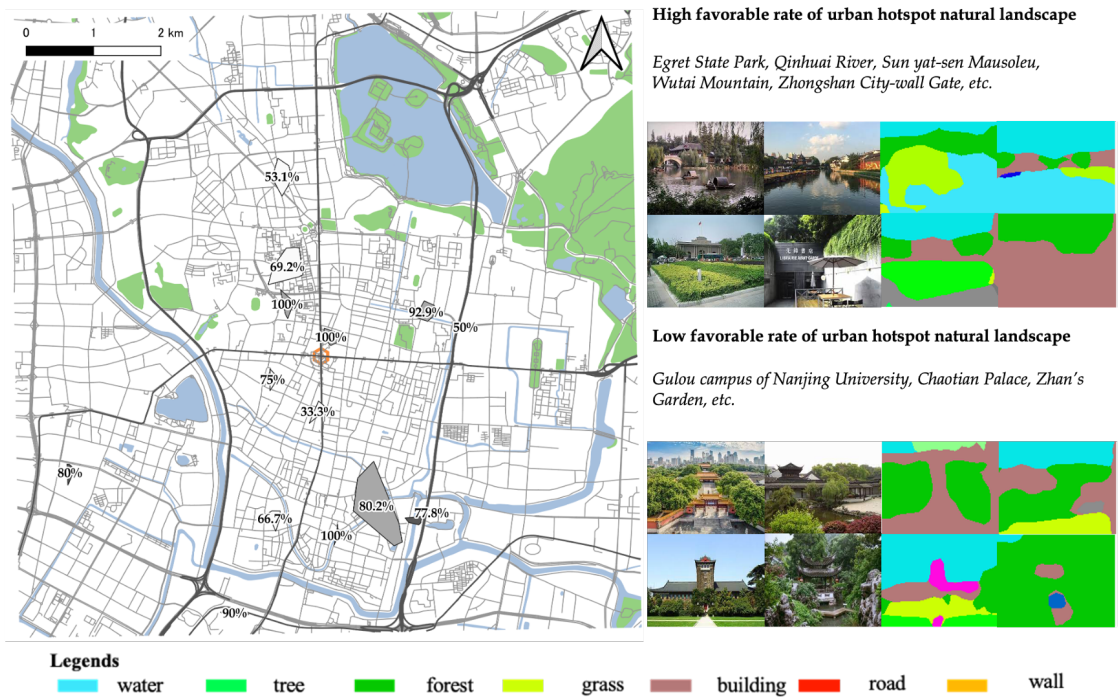 0 1 2 km
53.1%
69.2%
100%
92.9%
50%
100%
75%
33.3%
80%
80.2%
66.7%
77.8%
100%
90%
High favorable rate of urban hotspot natural landscape
Egret State Park, Qinhuai River, Sun yat-sen Mausoleu,
Wutai Mountain, Zhongshan City-wall Gate, etc.
Low favorable rate of urban hotspot natural landscape
Gulou campus of Nanjing University, Chaotian Palace, Zhan's
Garden, etc.
Legends
water tree forest grass building road wall